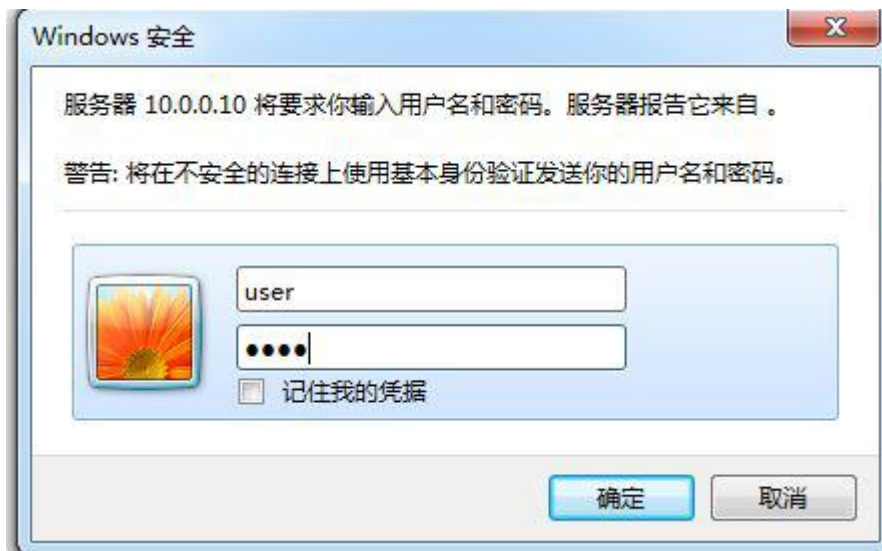 Windows 安全
服务器 10.0.0.10 将要求你输入用户名和密码。服务器报告它来自 。
警告: 将在不安全的连接上使用基本身份验证发送你的用户名和密码。
user
●●●●
记住我的凭据
确定
取消